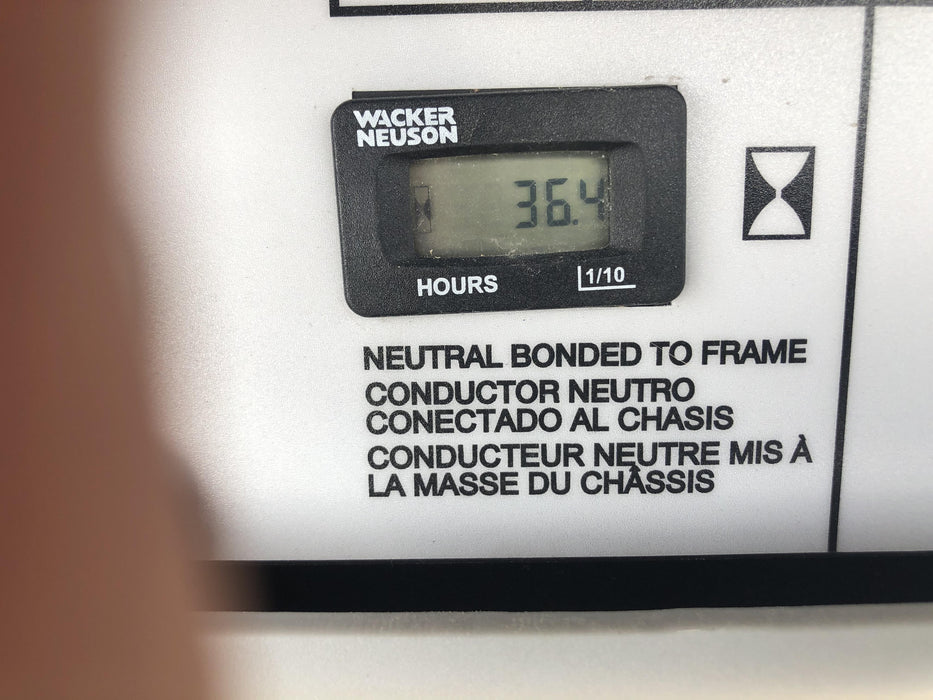 WACKER
NEUSON
36.4
HOURS
1/10
NEUTRAL BONDED TO FRAME
CONDUCTOR NEUTRO
CONECTADO AL CHASIS
CONDUCTEUR NEUTRE MIS À
LA MASSE DU CHÂSSIS